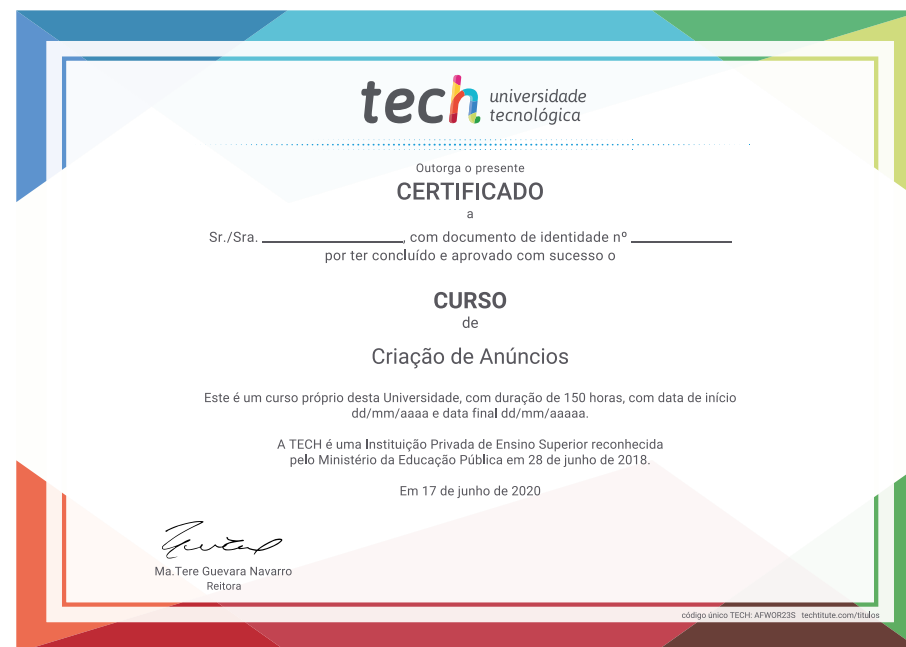 tech universidade
tecnológica
Outorga o presente
CERTIFICADO
a
Sr./Sra. ________________, com documento de identidade nº ____________
por ter concluído e aprovado com sucesso o
CURSO
de
Criação de Anúncios
Este é um curso próprio desta Universidade, com duração de 150 horas, com data de início
dd/mm/aaaa e data final dd/mm/aaaaa.
A TECH é uma Instituição Privada de Ensino Superior reconhecida
pelo Ministério da Educação Pública em 28 de junho de 2018.
Em 17 de junho de 2020
Ma.Tere Guevara Navarro
Reitora
código único TECH: AFWOR23S techtitute.com/titulos